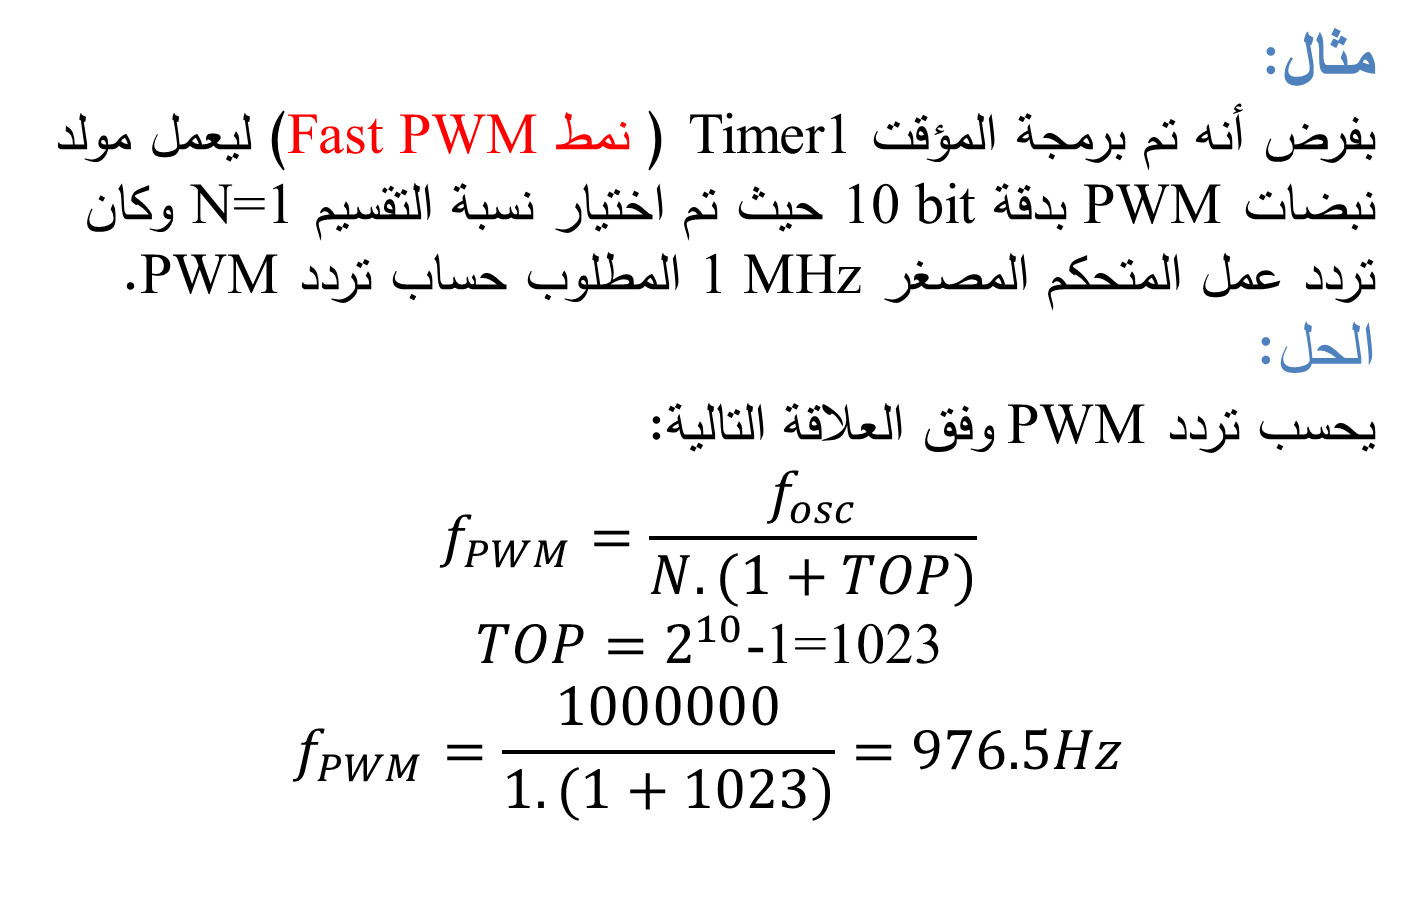 مثال:
بفرض أنه تم برمجة المؤقت Timer1 ( نمط Fast PWM) ليعمل مولد
نبضات PWM بدقة 10 bit حيث تم اختيار نسبة التقسيم N=1 وكان
تردد عمل المتحكم المصغر 1 MHz المطلوب حساب تردد PWM.
الحل:
يحسب تردد PWM وفق العلاقة التالية:
f_PWM = f_osc / N.(1 + TOP)
TOP = 2^10-1=1023
f_PWM = 1000000 / 1.(1 + 1023) = 976.5Hz